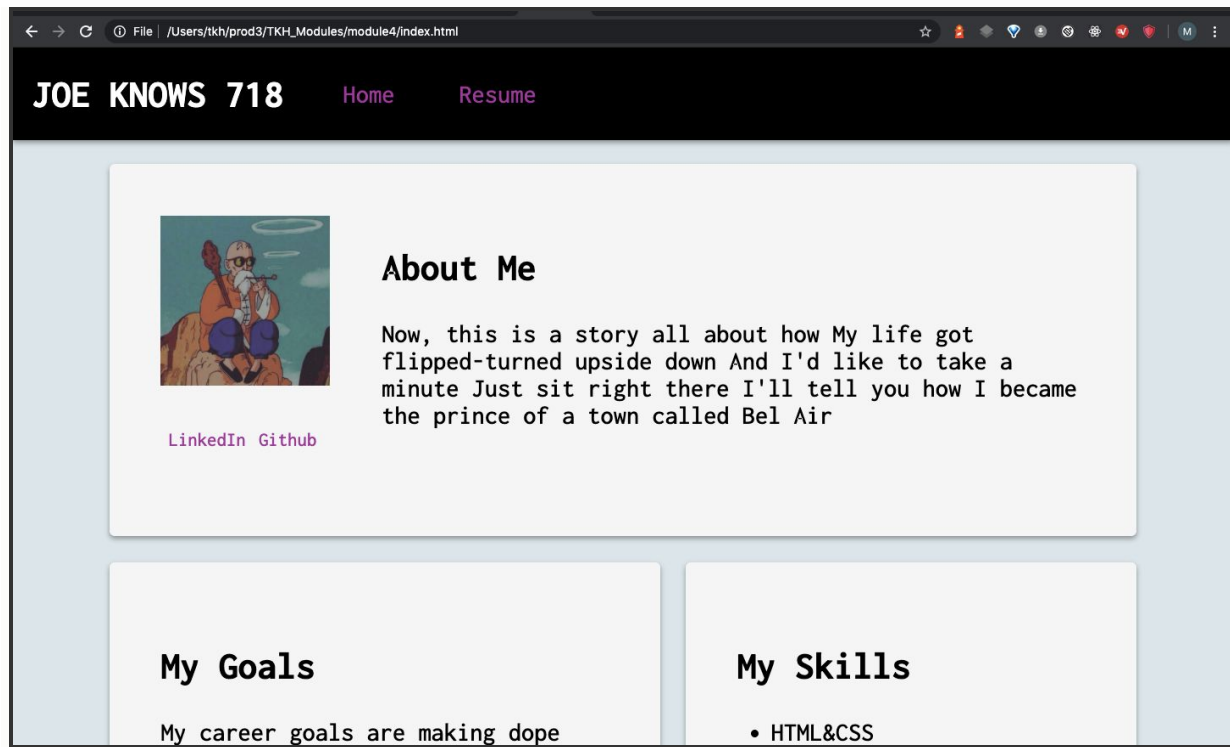 File | /Users/tkh/prod3/TKH_Modules/module4/index.html
M
JOE KNOWS 718 Home Resume
About Me
Now, this is a story all about how My life got
flipped-turned upside down And I'd like to take a
minute Just sit right there I'll tell you how I became
the prince of a town called Bel Air
LinkedIn Github
My Goals
My career goals are making dope
My Skills
• HTML&CSS